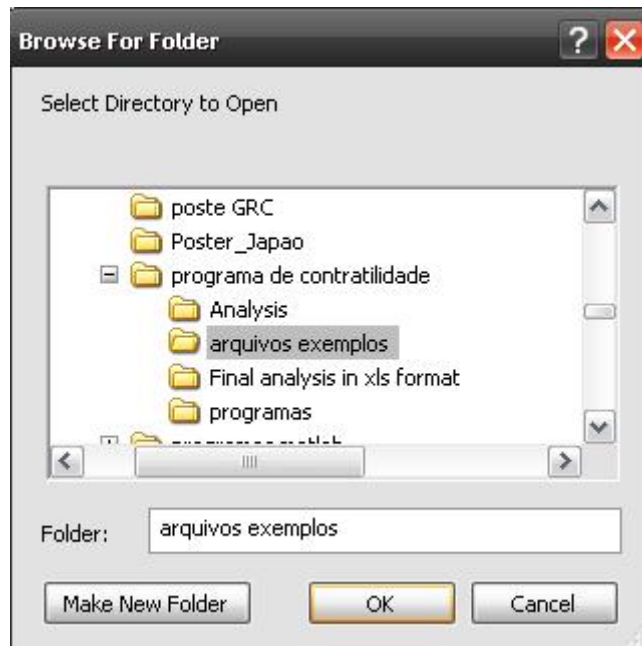 Browse For Folder
Select Directory to Open
poste GRC
Poster_Japao
programa de contratilidade
Analysis
arquivos exemplos
Final analysis in xls format
programas
Folder: arquivos exemplos
Make New Folder OK Cancel